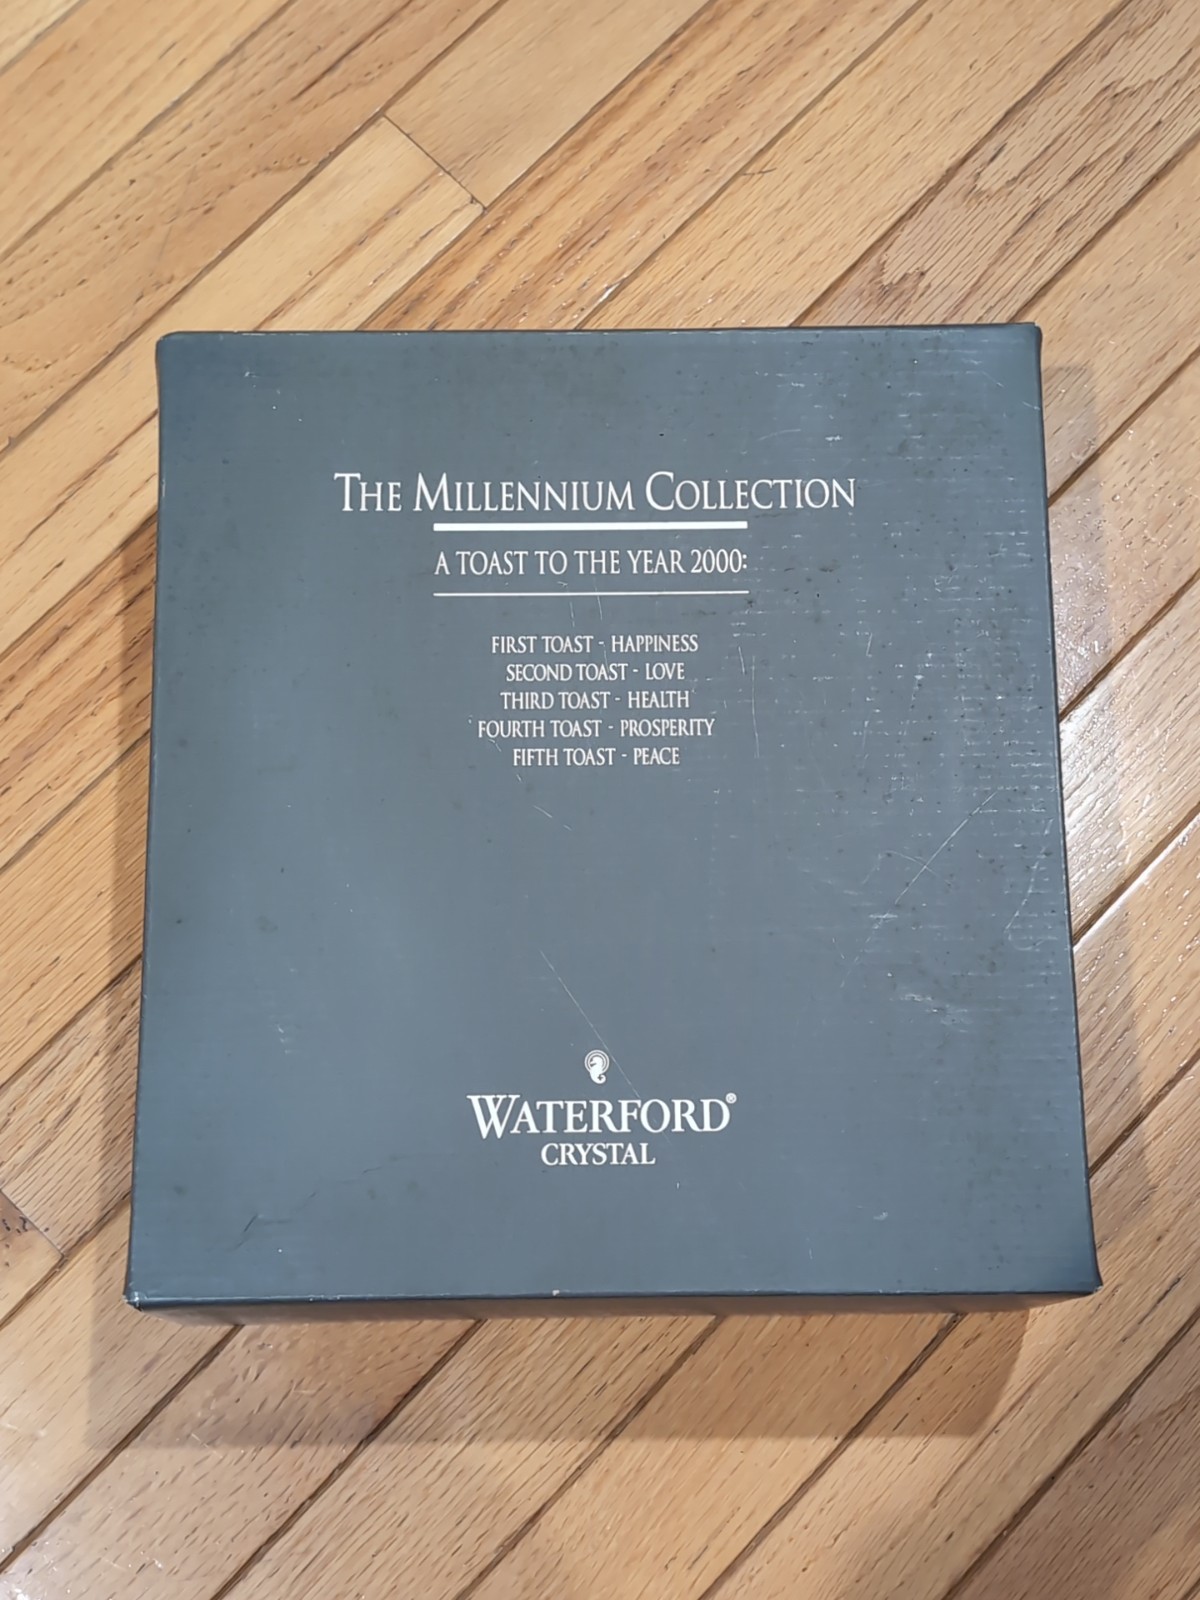 THE MILLENNIUM COLLECTION
A TOAST TO THE YEAR 2000:
FIRST TOAST - HAPPINESS
SECOND TOAST - LOVE
THIRD TOAST - HEALTH
FOURTH TOAST - PROSPERITY
FIFTH TOAST - PEACE
WATERFORD®
CRYSTAL